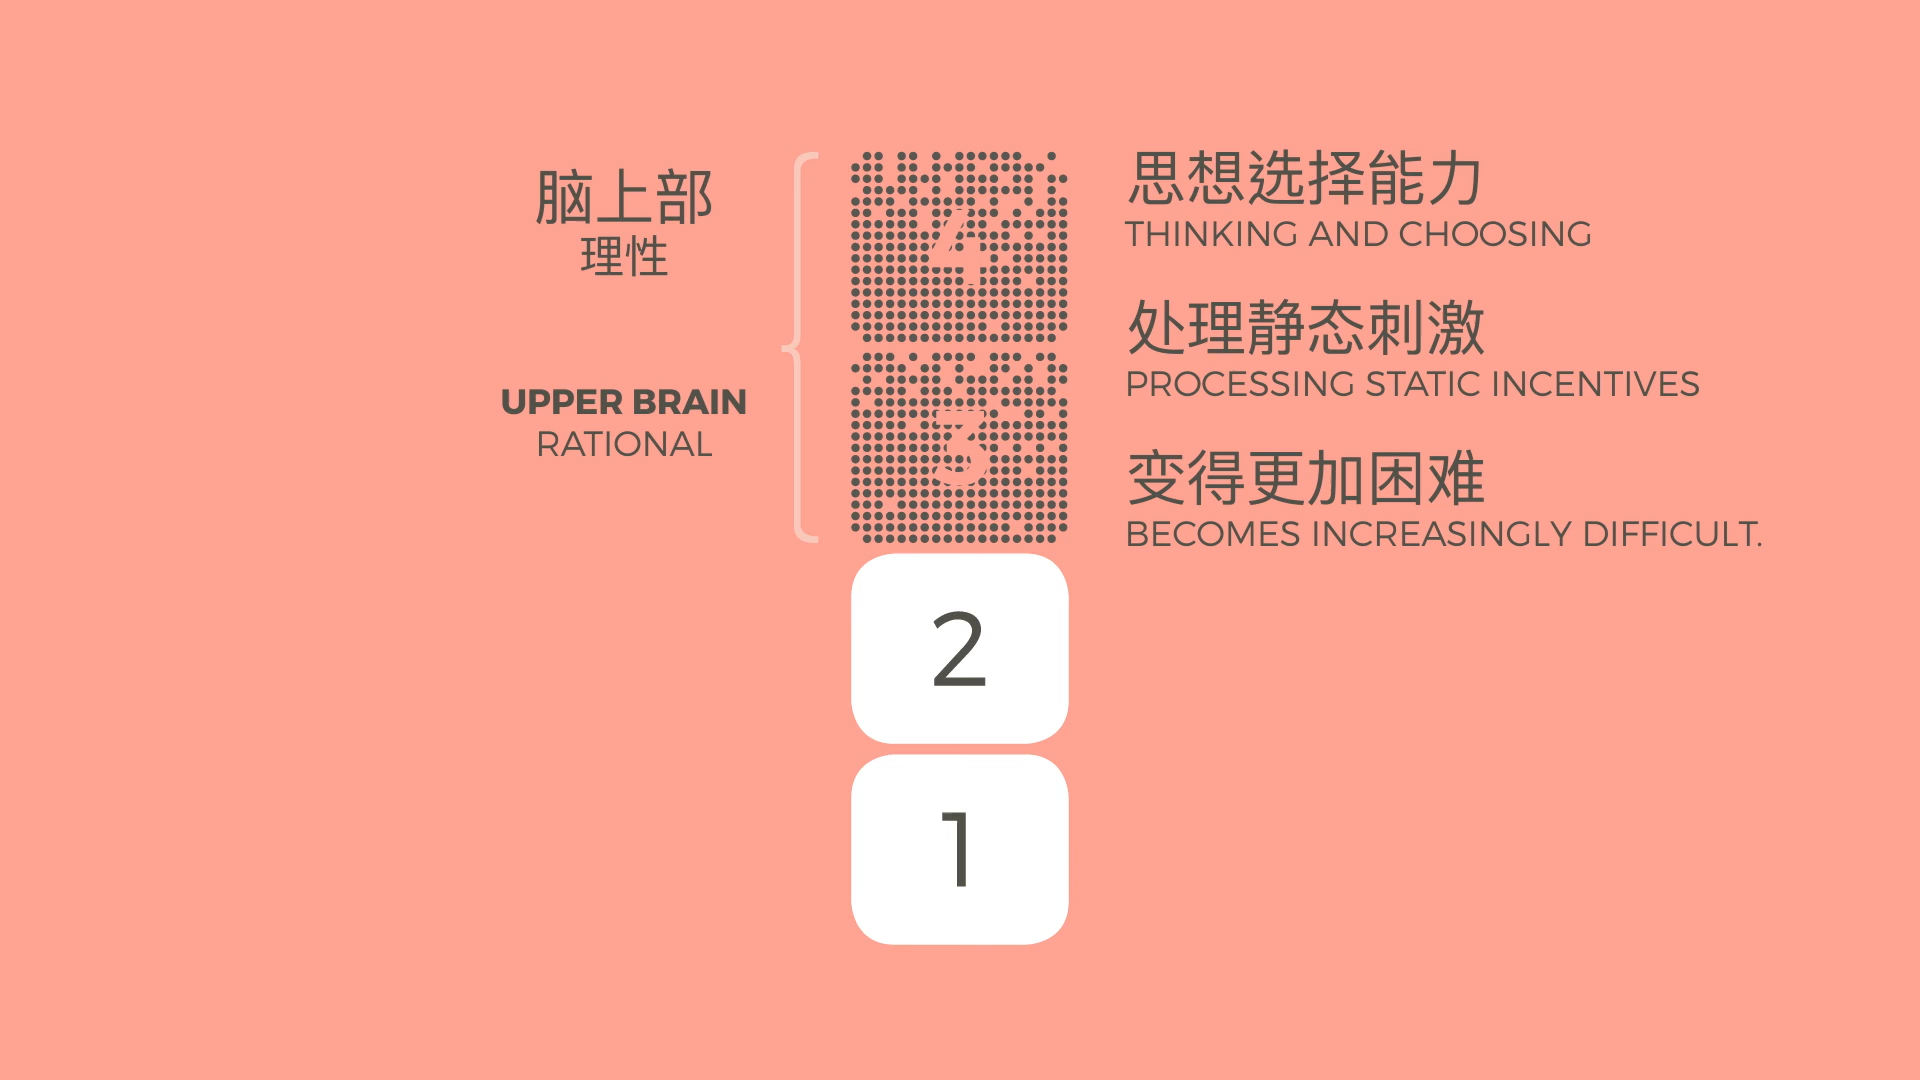 脑上部
理性
UPPER BRAIN
RATIONAL
4
3
2
1
思想选择能力
THINKING AND CHOOSING
处理静态刺激
PROCESSING STATIC INCENTIVES
变得更加困难
BECOMES INCREASINGLY DIFFICULT.